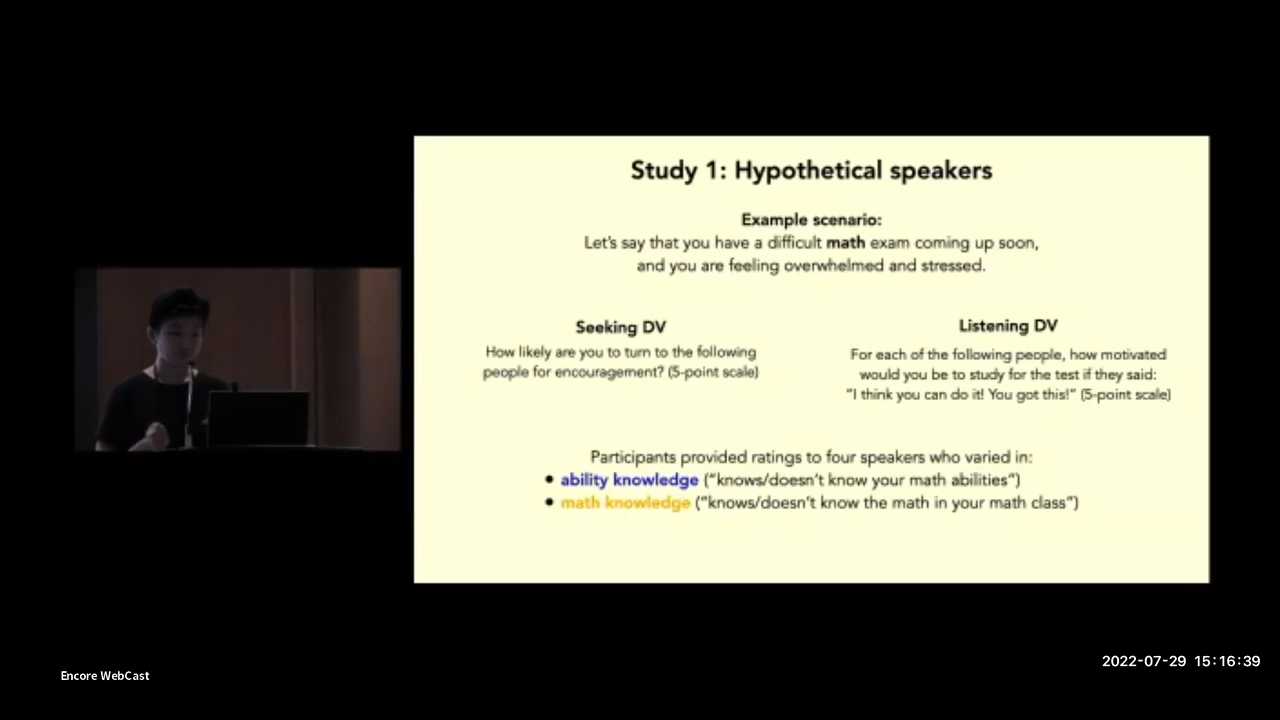 Study 1: Hypothetical speakers
Example scenario:
Let's say that you have a difficult math exam coming up soon,
and you are feeling overwhelmed and stressed.
Seeking DV
How likely are you to turn to the following
people for encouragement? (5-point scale)
Listening DV
For each of the following people, how motivated
would you be to study for the test if they said:
"I think you can do it! You got this!" (5-point scale)
Participants provided ratings to four speakers who varied in:
• ability knowledge ("knows/doesn't know your math abilities")
• math knowledge ("knows/doesn't know the math in your math class")
2022-07-29 15:16:39
Encore WebCast